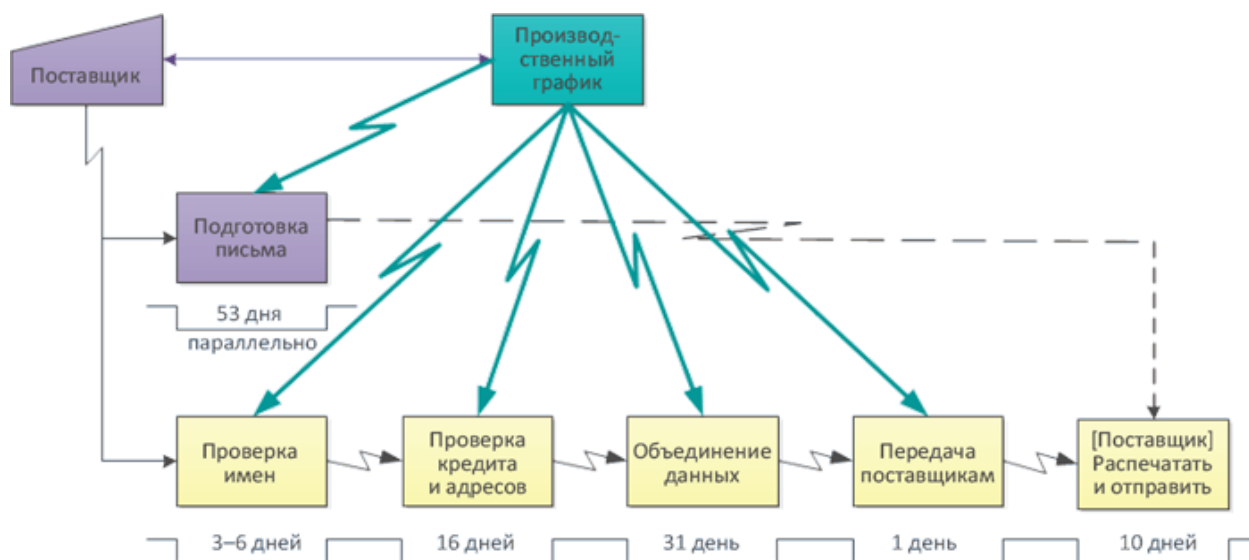 Поставщик
Производ-
ственный
график
Подготовка
письма
53 дня
параллельно
Проверка
имен
Проверка
кредита
и адресов
Объединение
данных
Передача
поставщикам
[Поставщик]
Распечатать
и отправить
3–6 дней
16 дней
31 день
1 день
10 дней